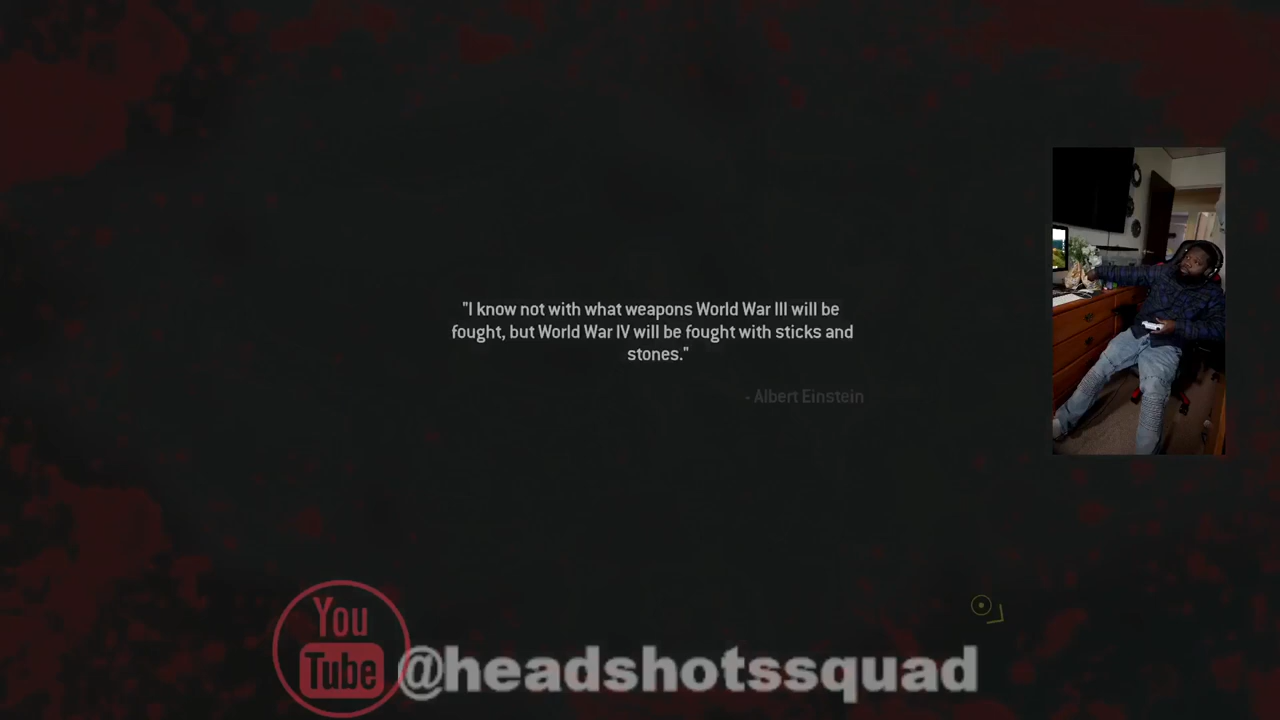 "I know not with what weapons World War III will be
fought, but World War IV will be fought with sticks and
stones."
- Albert Einstein
You
Tube
@headshotssquad